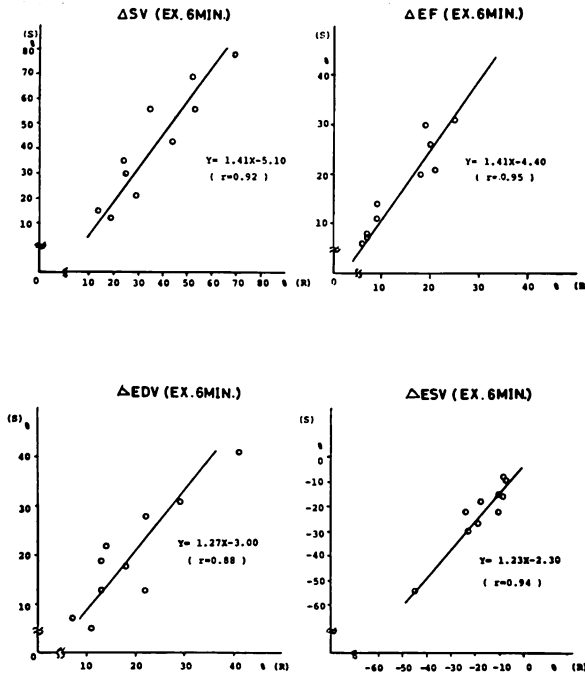 ΔSV (EX. 6MIN.)
(S)
%
80
70
60
50
40
30
20
10
0
Y= 1.41X-5.10
( r=0.92 )
10 20 30 40 50 60 70 80 % (R)
ΔEF (EX. 6MIN.)
(S)
%
40
30
20
10
0
Y= 1.41X-4.40
( r=0.95 )
10 20 30 40 % (R)
ΔEDV (EX. 6MIN.)
(S)
%
40
30
20
10
0
Y= 1.27X-3.00
( r=0.88 )
10 20 30 40 % (R)
ΔESV (EX. 6MIN.)
(S)
%
0
-10
-20
-30
-40
-50
-60
Y= 1.23X-2.30
( r=0.94 )
-60 -50 -40 -30 -20 -10 0 % (R)